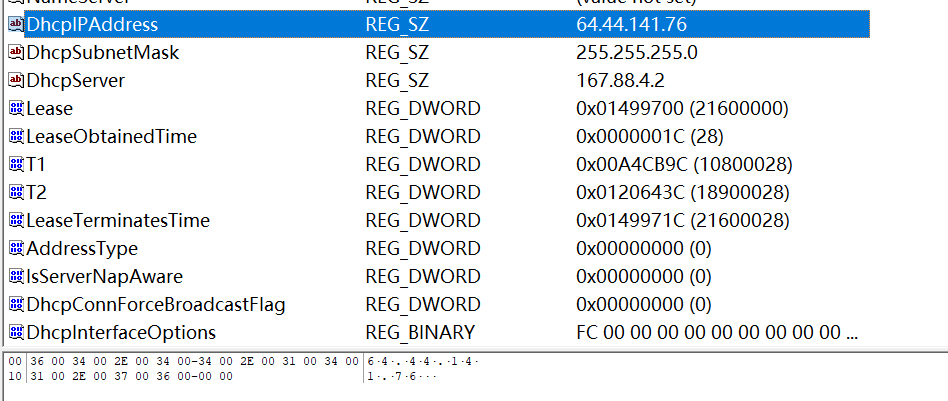 NameServer REG_SZ (value not set)
DhcpIPAddress REG_SZ 64.44.141.76
DhcpSubnetMask REG_SZ 255.255.255.0
DhcpServer REG_SZ 167.88.4.2
Lease REG_DWORD 0x01499700 (21600000)
LeaseObtainedTime REG_DWORD 0x0000001C (28)
T1 REG_DWORD 0x00A4CB9C (10800028)
T2 REG_DWORD 0x0120643C (18900028)
LeaseTerminatesTime REG_DWORD 0x0149971C (21600028)
AddressType REG_DWORD 0x00000000 (0)
IsServerNapAware REG_DWORD 0x00000000 (0)
DhcpConnForceBroadcastFlag REG_DWORD 0x00000000 (0)
DhcpInterfaceOptions REG_BINARY FC 00 00 00 00 00 00 00 00 00 ...
00 36 00 34 00 2E 00 34 00-34 00 2E 00 31 00 34 00 6·4·.·4·4·.·1·4·
10 31 00 2E 00 37 00 36 00-00 00 1·.·7·6···